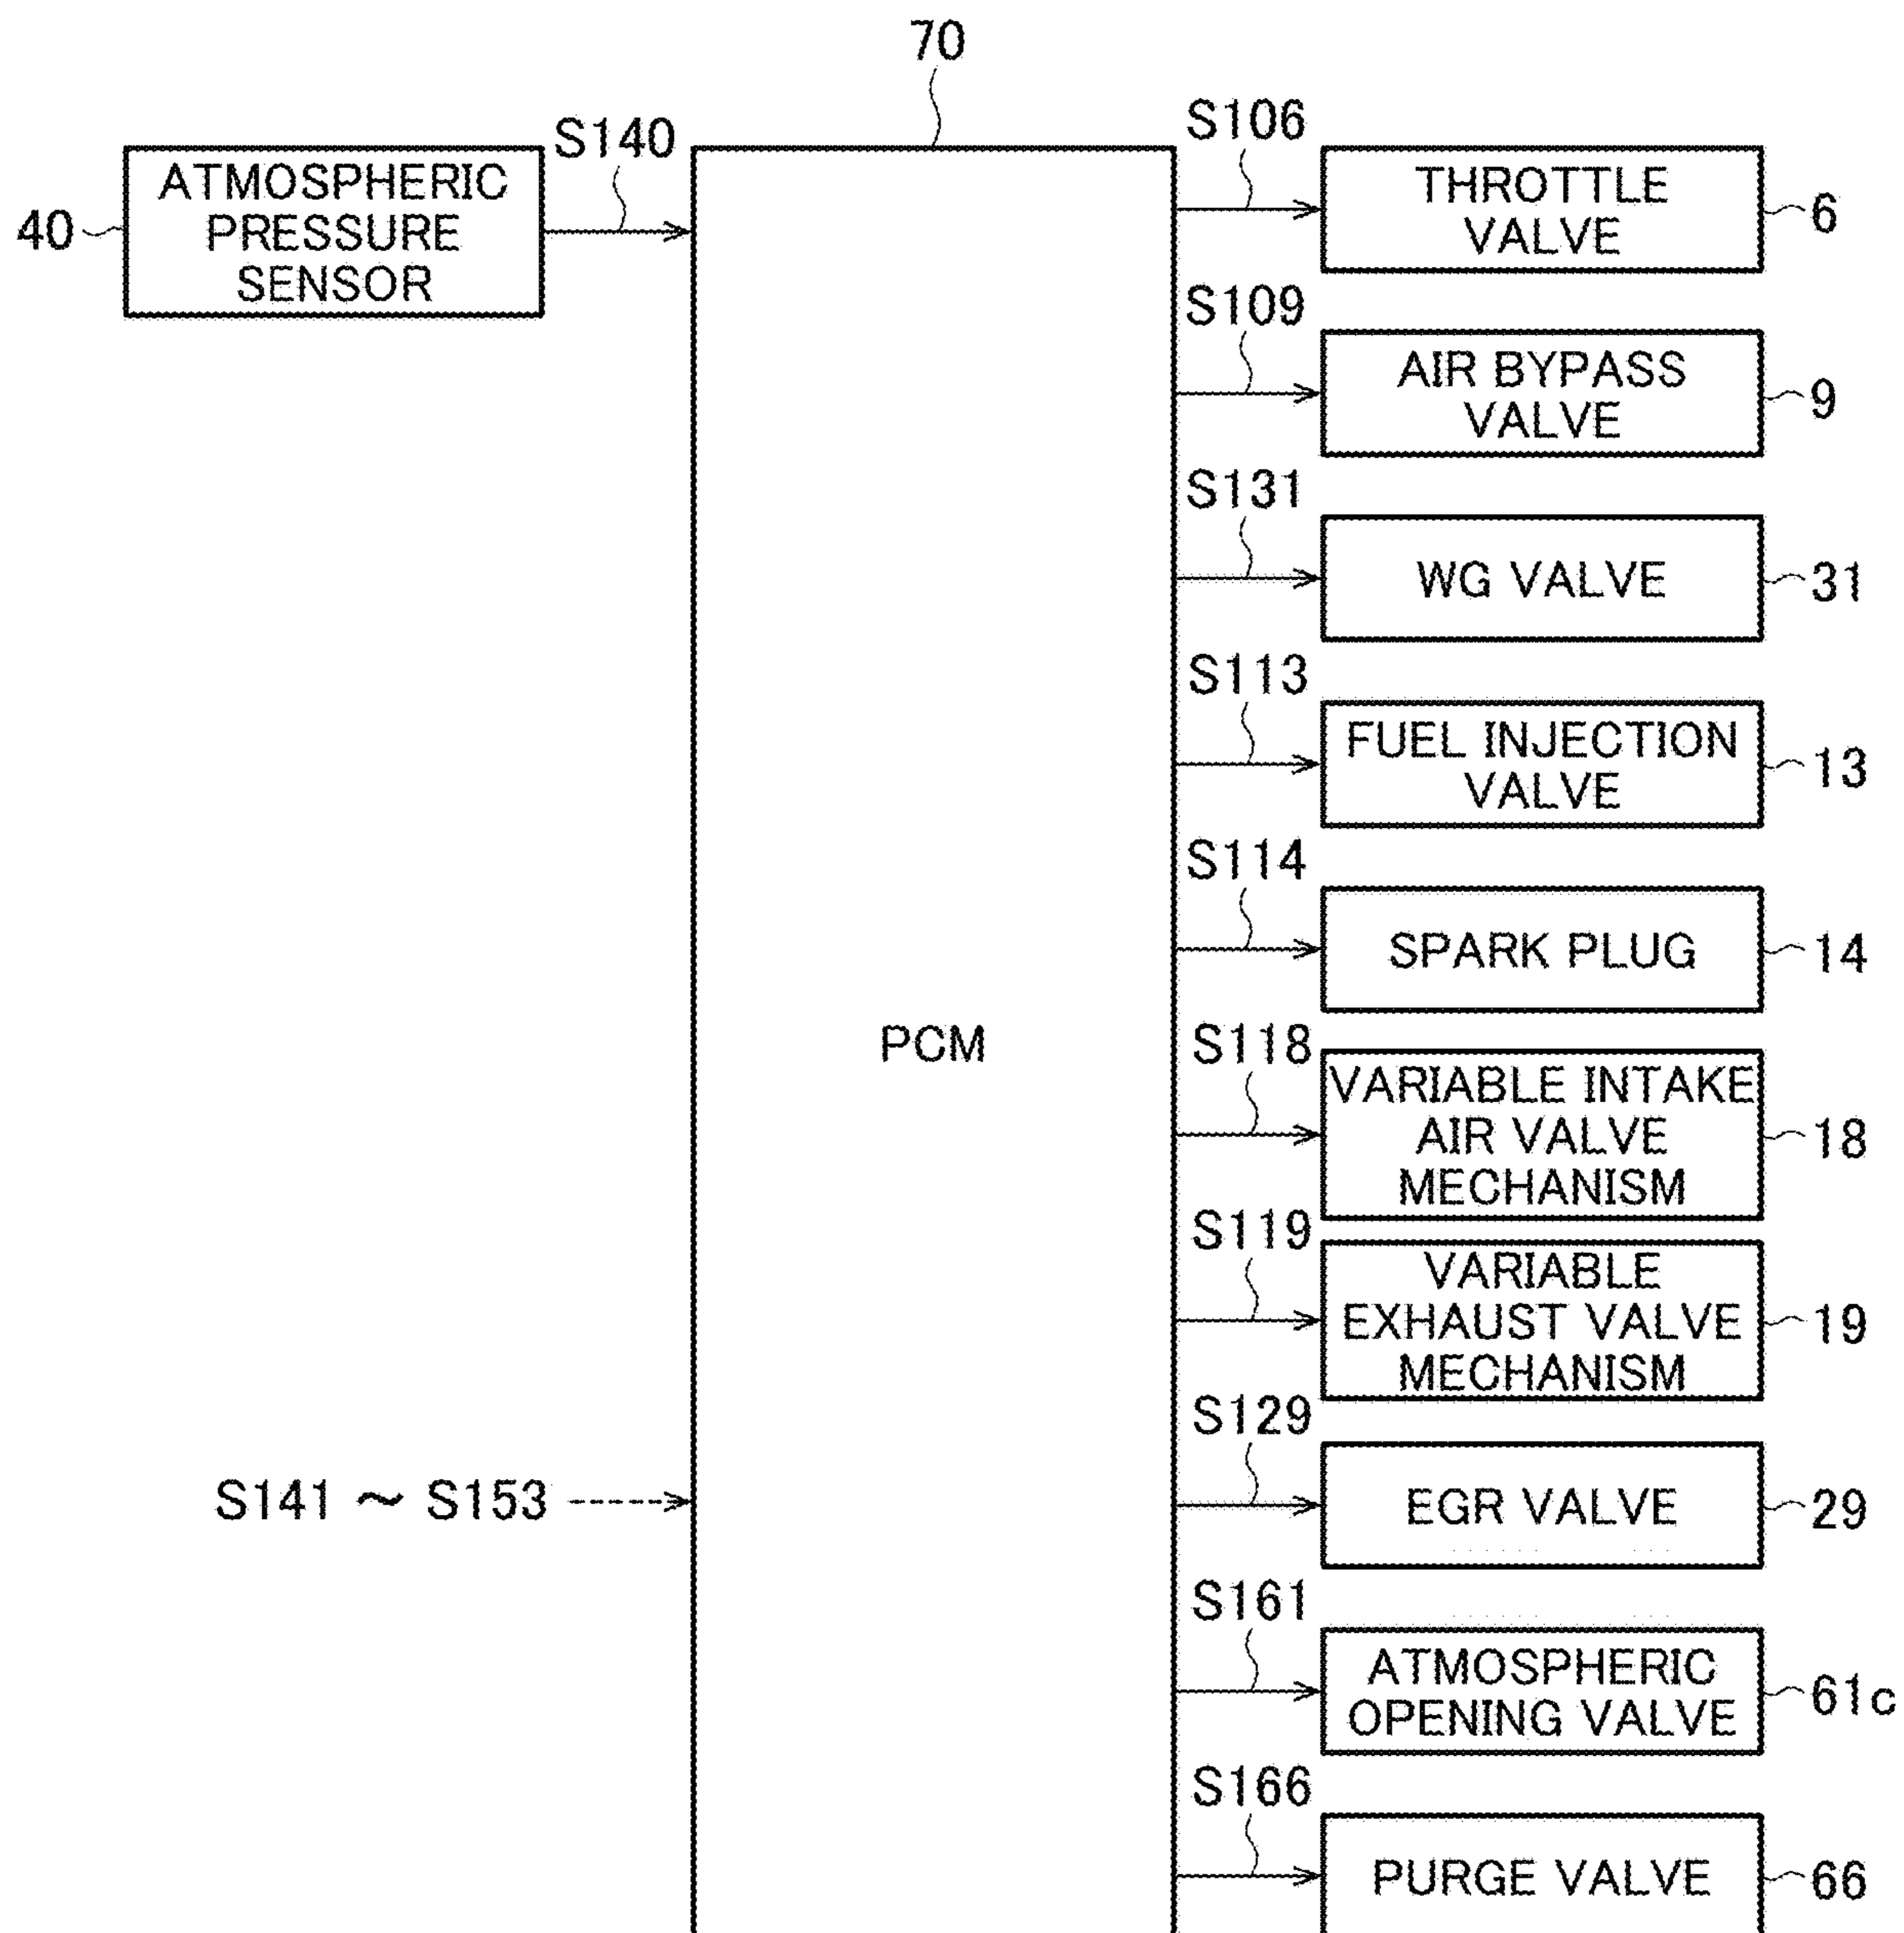 70
S140
ATMOSPHERIC
PRESSURE
SENSOR
40
PCM
S141 ～ S153
S106
THROTTLE
VALVE
6
S109
AIR BYPASS
VALVE
9
S131
WG VALVE
31
S113
FUEL INJECTION
VALVE
13
S114
SPARK PLUG
14
S118
VARIABLE INTAKE
AIR VALVE
MECHANISM
18
S119
VARIABLE
EXHAUST VALVE
MECHANISM
19
S129
EGR VALVE
29
S161
ATMOSPHERIC
OPENING VALVE
61c
S166
PURGE VALVE
66